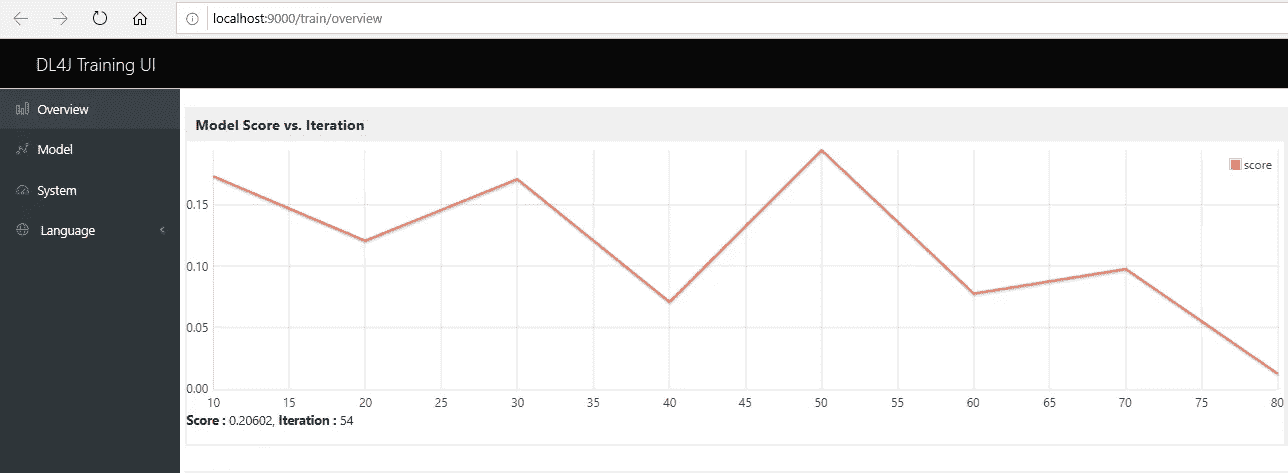 localhost:9000/train/overview
DL4J Training UI
Overview
Model
System
Language
Model Score vs. Iteration
score
0.15
0.10
0.05
0.00
10 15 20 25 30 35 40 45 50 55 60 65 70 75 80
Score : 0.20602, Iteration : 54